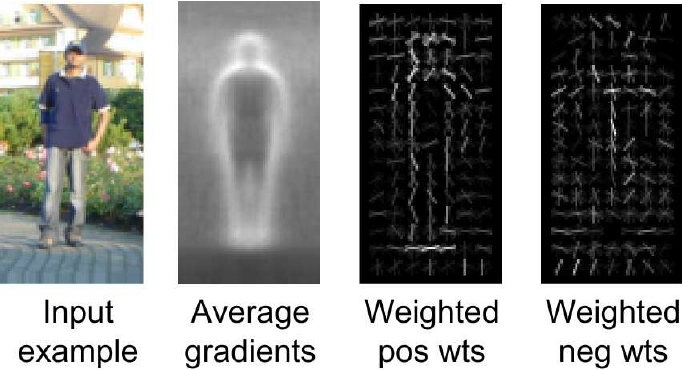 Input
example
Average
gradients
Weighted
pos wts
Weighted
neg wts